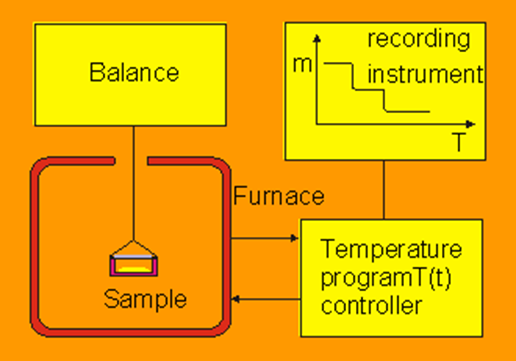 Balance
recording
m
instrument
T
Furnace
Sample
Temperature
programT(t)
controller